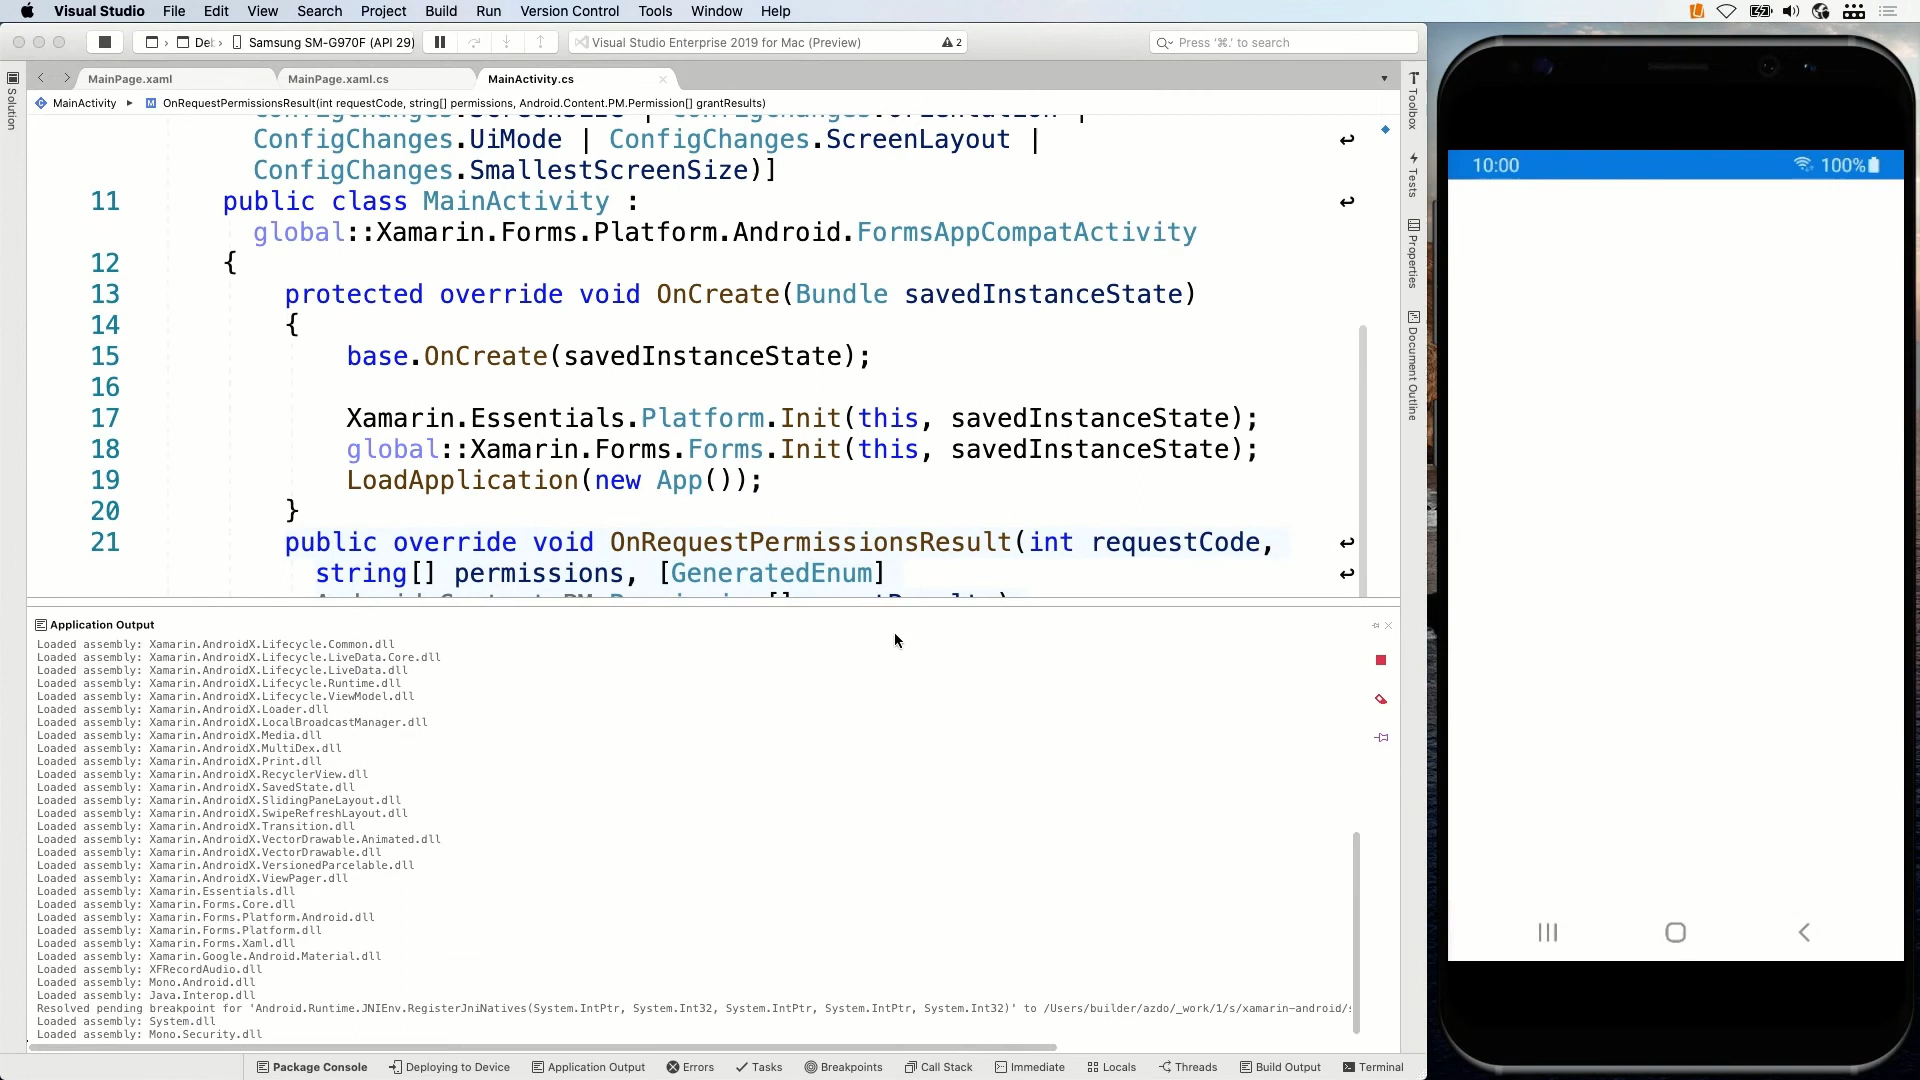 Visual Studio File Edit View Search Project Build Run Version Control Tools Window Help
De Samsung SM-G970F (API 29) Visual Studio Enterprise 2019 for Mac (Preview) 2 Press '⌘.' to search
MainPage.xaml MainPage.xaml.cs MainActivity.cs
MainActivity OnRequestPermissionsResult(int requestCode, string[] permissions, Android.Content.PM.Permission[] grantResults)
ConfigChanges.ScreenSize | ConfigChanges.Orientation |
ConfigChanges.UiMode | ConfigChanges.ScreenLayout |
ConfigChanges.SmallestScreenSize)]
11 public class MainActivity :
global::Xamarin.Forms.Platform.Android.FormsAppCompatActivity
12 {
13 protected override void OnCreate(Bundle savedInstanceState)
14 {
15 base.OnCreate(savedInstanceState);
16
17 Xamarin.Essentials.Platform.Init(this, savedInstanceState);
18 global::Xamarin.Forms.Forms.Init(this, savedInstanceState);
19 LoadApplication(new App());
20 }
21 public override void OnRequestPermissionsResult(int requestCode,
string[] permissions, [GeneratedEnum]
Android.Content.PM.Permission[] grantResults)
Application Output
Loaded assembly: Xamarin.AndroidX.Lifecycle.Common.dll
Loaded assembly: Xamarin.AndroidX.Lifecycle.LiveData.Core.dll
Loaded assembly: Xamarin.AndroidX.Lifecycle.LiveData.dll
Loaded assembly: Xamarin.AndroidX.Lifecycle.Runtime.dll
Loaded assembly: Xamarin.AndroidX.Lifecycle.ViewModel.dll
Loaded assembly: Xamarin.AndroidX.Loader.dll
Loaded assembly: Xamarin.AndroidX.LocalBroadcastManager.dll
Loaded assembly: Xamarin.AndroidX.Media.dll
Loaded assembly: Xamarin.AndroidX.MultiDex.dll
Loaded assembly: Xamarin.AndroidX.Print.dll
Loaded assembly: Xamarin.AndroidX.RecyclerView.dll
Loaded assembly: Xamarin.AndroidX.SavedState.dll
Loaded assembly: Xamarin.AndroidX.SlidingPaneLayout.dll
Loaded assembly: Xamarin.AndroidX.SwipeRefreshLayout.dll
Loaded assembly: Xamarin.AndroidX.Transition.dll
Loaded assembly: Xamarin.AndroidX.VectorDrawable.Animated.dll
Loaded assembly: Xamarin.AndroidX.VectorDrawable.dll
Loaded assembly: Xamarin.AndroidX.VersionedParcelable.dll
Loaded assembly: Xamarin.AndroidX.ViewPager.dll
Loaded assembly: Xamarin.Essentials.dll
Loaded assembly: Xamarin.Forms.Core.dll
Loaded assembly: Xamarin.Forms.Platform.Android.dll
Loaded assembly: Xamarin.Forms.Platform.dll
Loaded assembly: Xamarin.Forms.Xaml.dll
Loaded assembly: Xamarin.Google.Android.Material.dll
Loaded assembly: XFRecordAudio.dll
Loaded assembly: Mono.Android.dll
Loaded assembly: Java.Interop.dll
Resolved pending breakpoint for 'Android.Runtime.JNIEnv.RegisterJniNatives(System.IntPtr, System.Int32, System.IntPtr, System.IntPtr, System.Int32)' to /Users/builder/azdo/_work/1/s/xamarin-android/
Loaded assembly: System.dll
Loaded assembly: Mono.Security.dll
Package Console Deploying to Device Application Output Errors Tasks Breakpoints Call Stack Immediate Locals Threads Build Output Terminal
Solution
Toolbox
Tests
Properties
Document Outline
10:00 100%